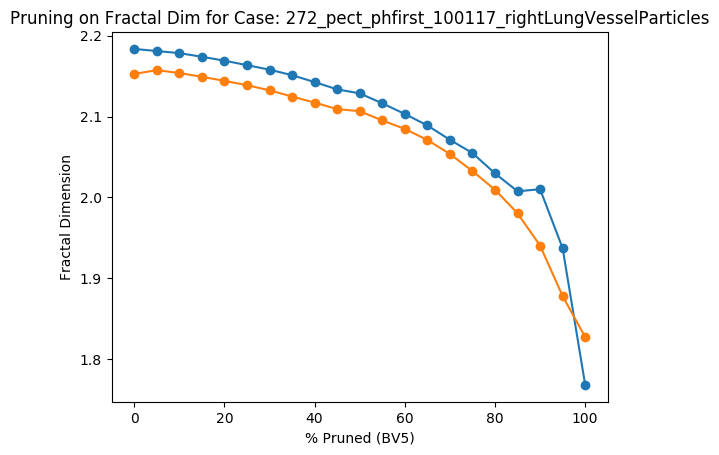 Pruning on Fractal Dim for Case: 272_pect_phfirst_100117_rightLungVesselParticles
2.2
2.1
2.0
1.9
1.8
Fractal Dimension
0 20 40 60 80 100
% Pruned (BV5)